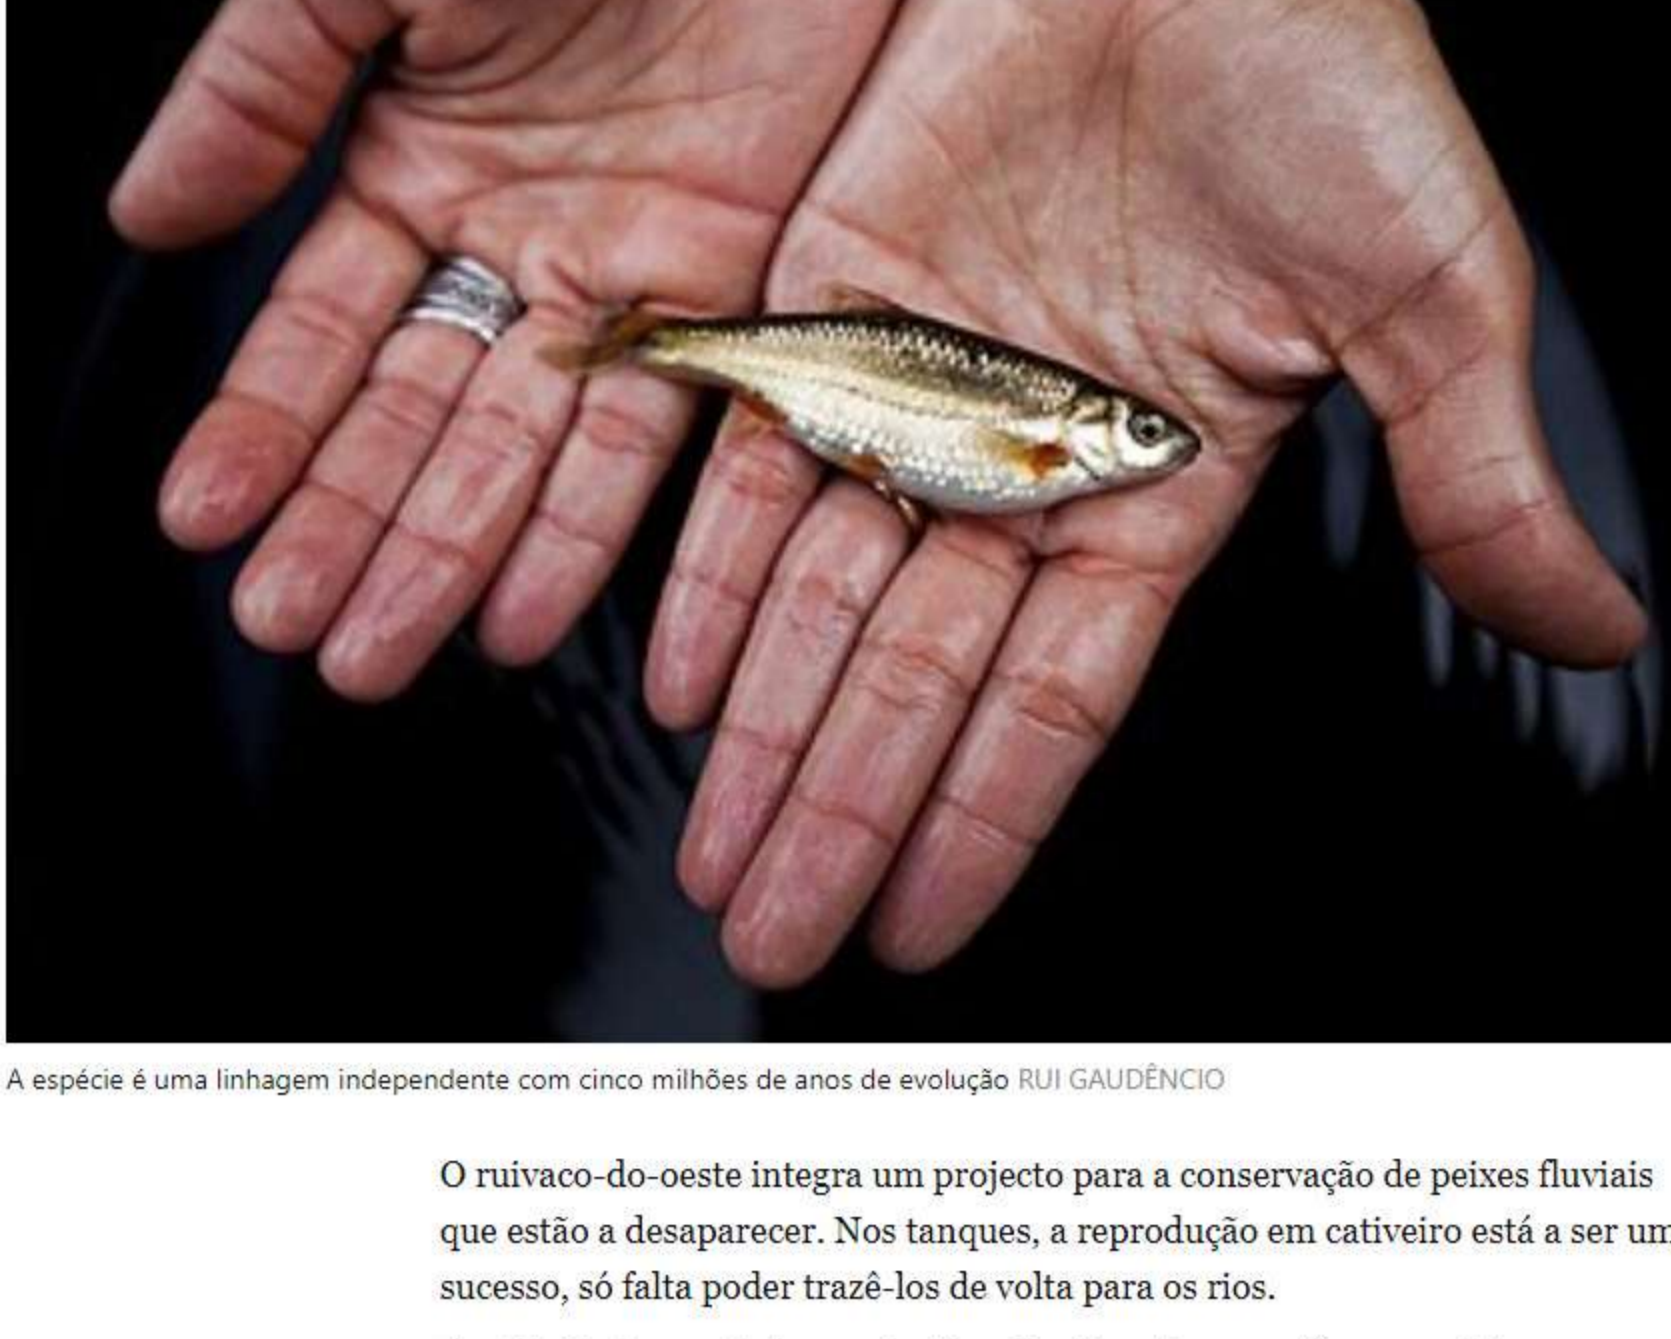 A espécie é uma linhagem independente com cinco milhões de anos de evolução RUI GAUDÊNCIO
O ruivaco-do-oeste integra um projecto para a conservação de peixes fluviais
que estão a desaparecer. Nos tanques, a reprodução em cativeiro está a ser um
sucesso, só falta poder trazê-los de volta para os rios.